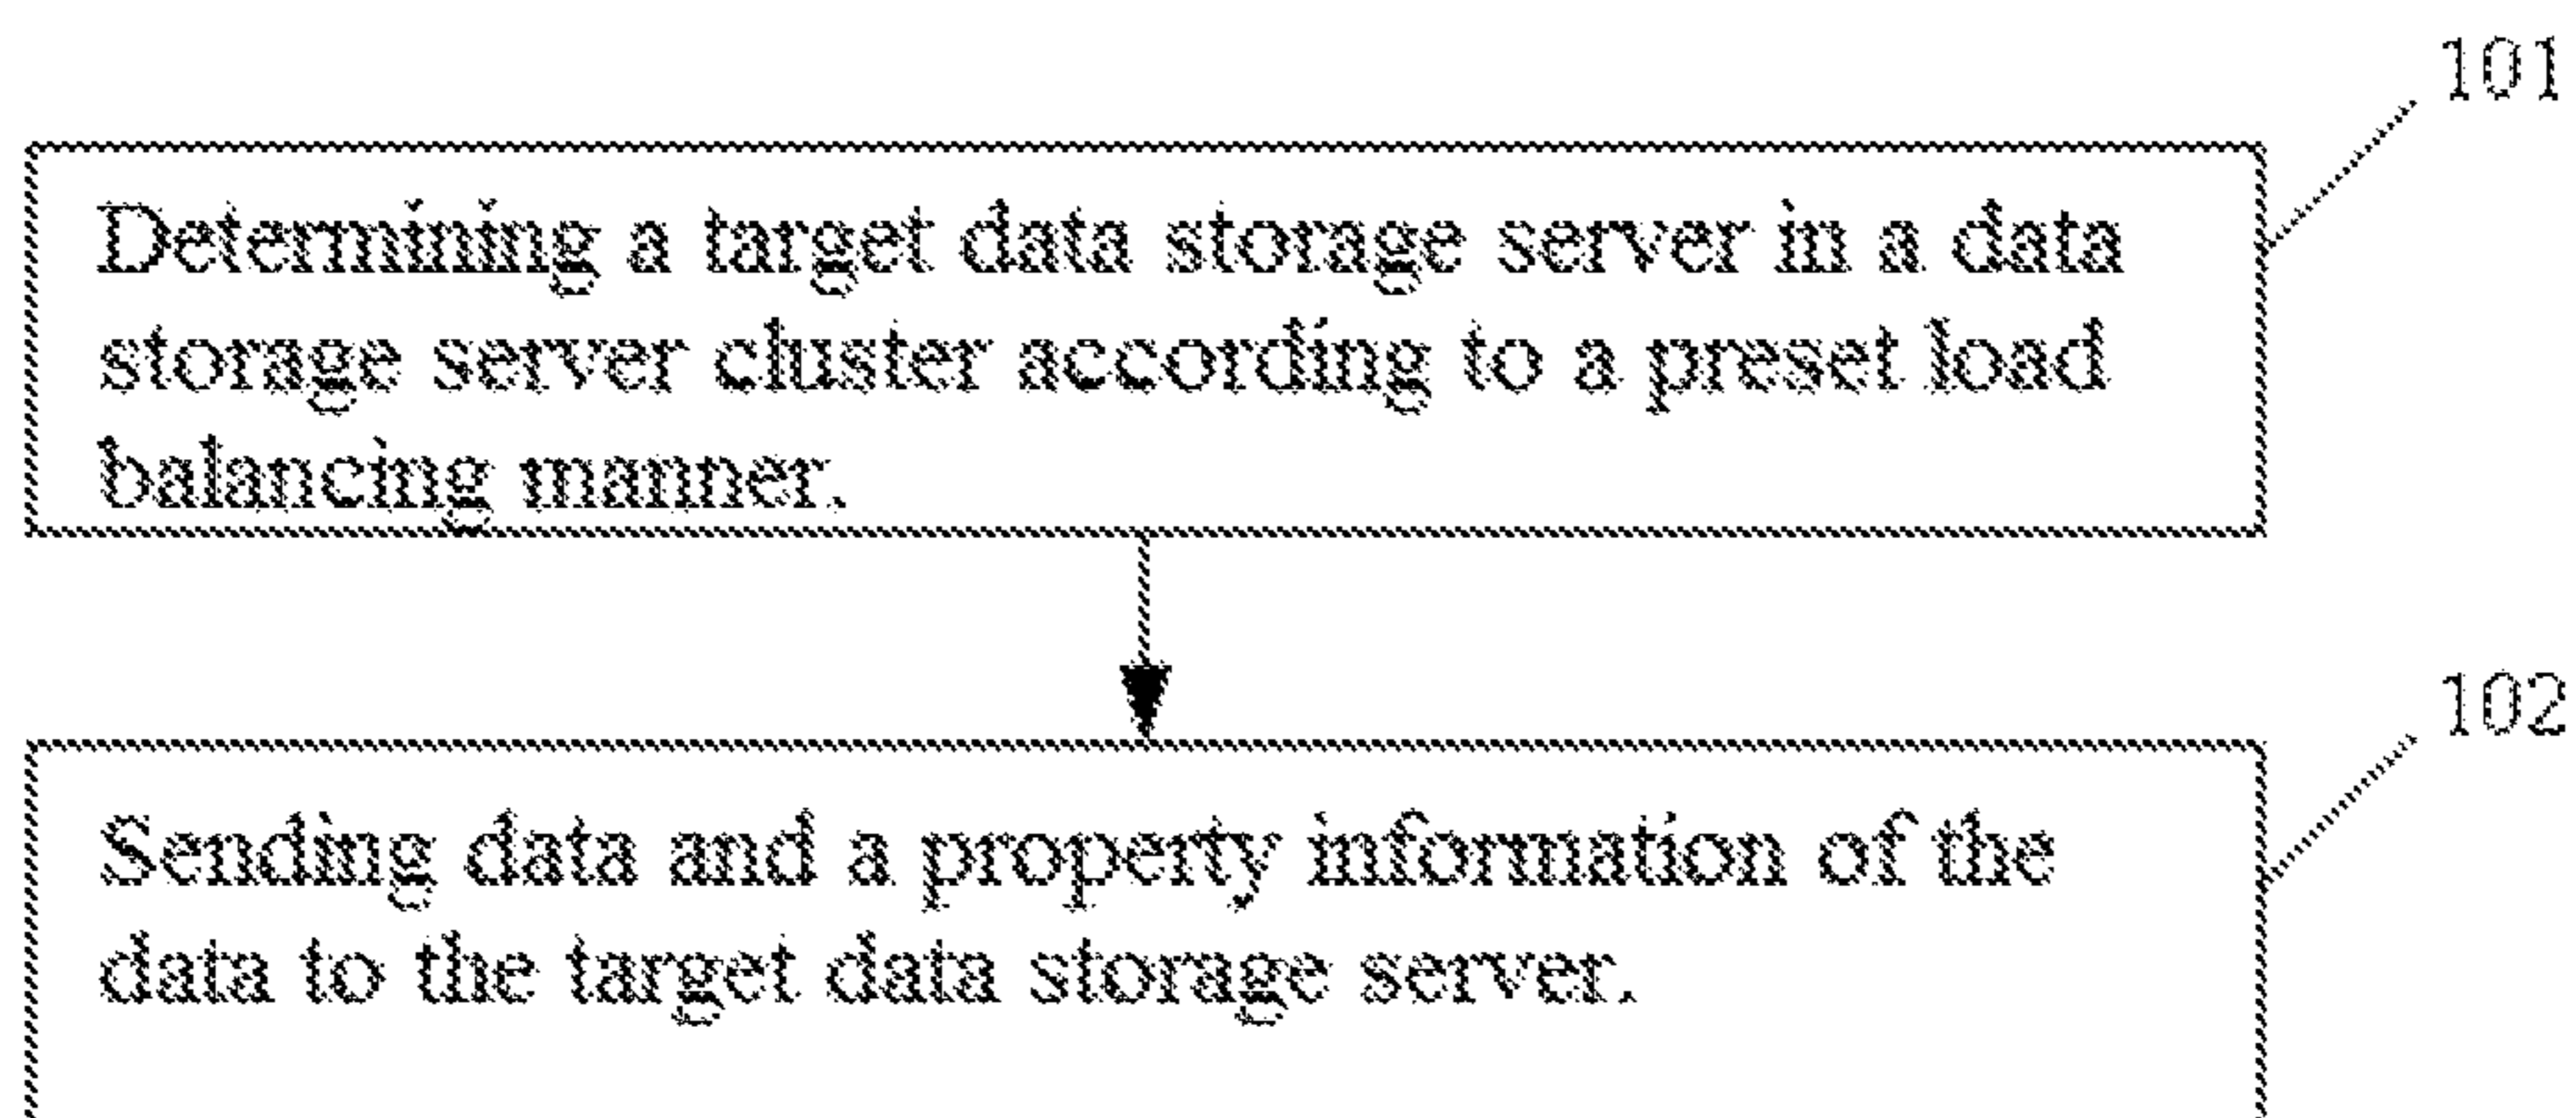 101
Determining a target data storage server in a data
storage server cluster according to a preset load
balancing manner.
102
Sending data and a property information of the
data to the target data storage server.